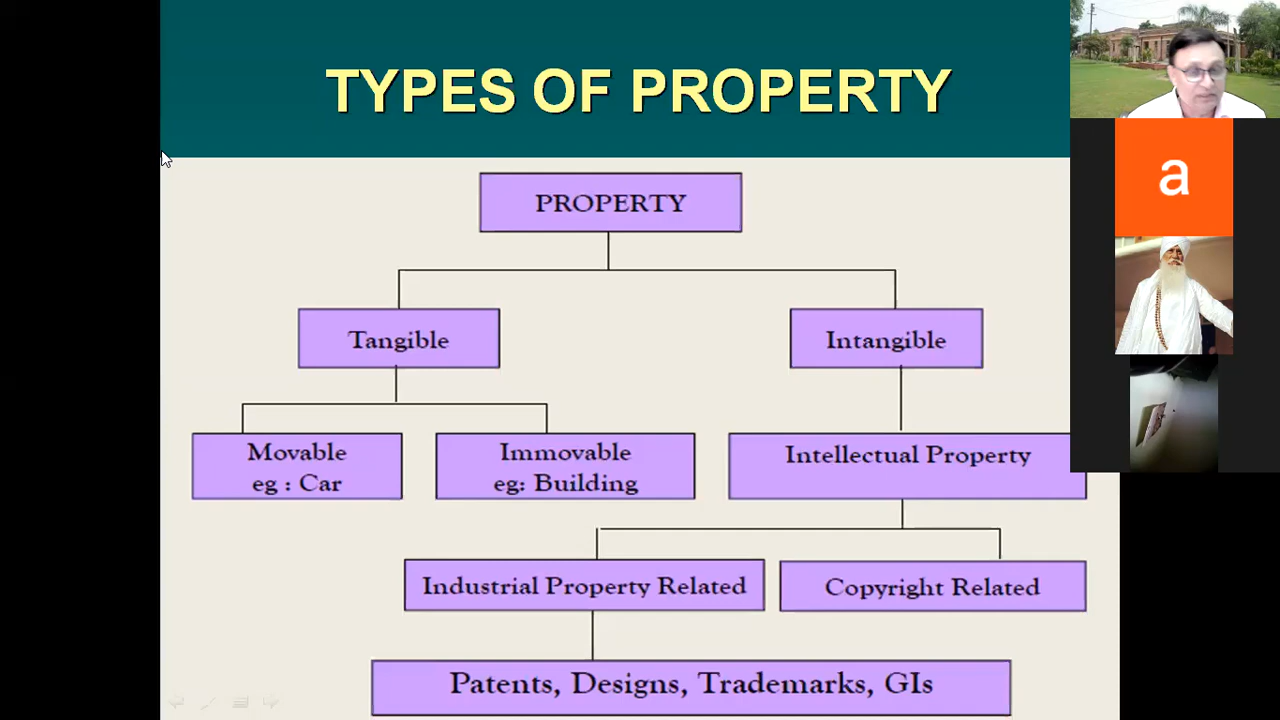 TYPES OF PROPERTY
a
PROPERTY
Tangible
Intangible
Movable
eg : Car
Immovable
eg: Building
Intellectual Property
Industrial Property Related
Copyright Related
Patents, Designs, Trademarks, GIs